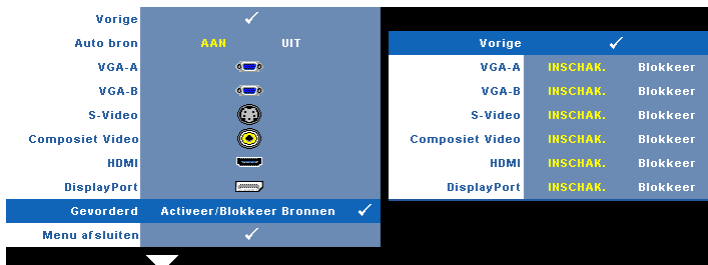 Vorige
Auto bron AAN UIT
VGA-A
VGA-B
S-Video
Composiet Video
HDMI
DisplayPort
Gevorderd Activeer/Blokkeer Bronnen
Menu afsluiten
Vorige
VGA-A INSCHAK. Blokkeer
VGA-B INSCHAK. Blokkeer
S-Video INSCHAK. Blokkeer
Composiet Video INSCHAK. Blokkeer
HDMI INSCHAK. Blokkeer
DisplayPort INSCHAK. Blokkeer